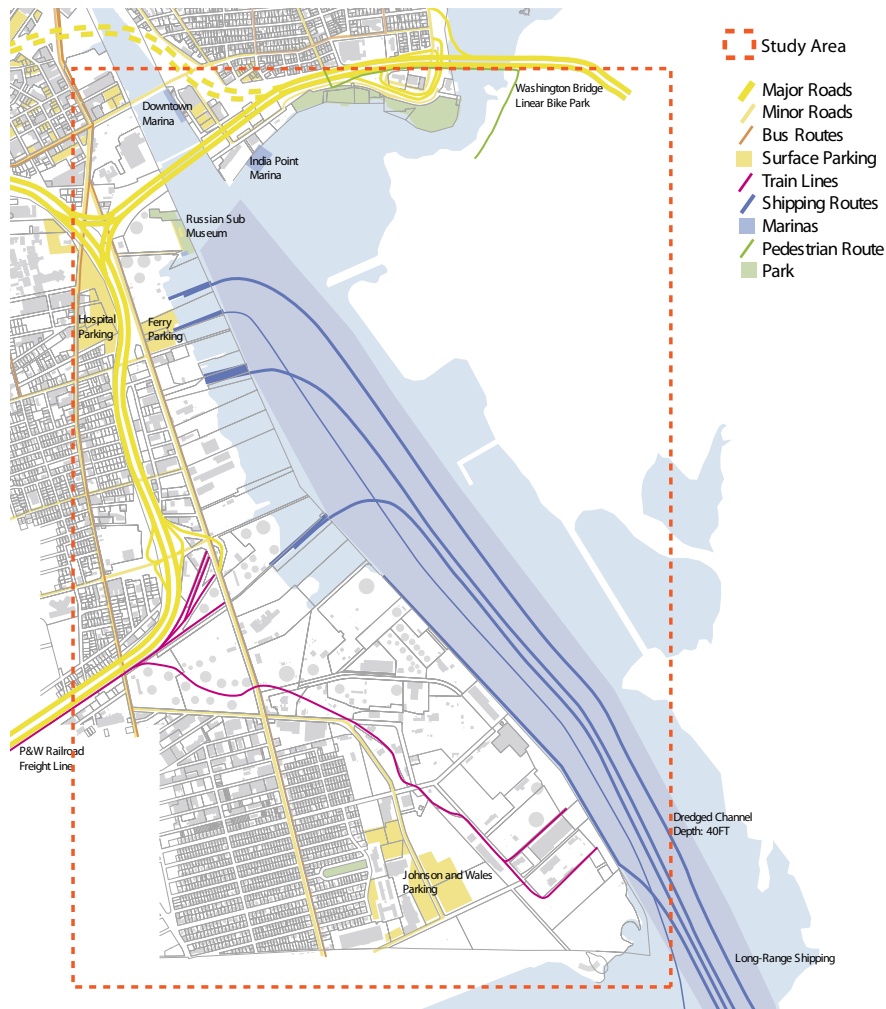 Study Area
Major Roads
Minor Roads
Bus Routes
Surface Parking
Train Lines
Shipping Routes
Marinas
Pedestrian Route
Park
Washington Bridge
Linear Bike Park
Downtown
Marina
India Point
Marina
Russian Sub
Museum
Hospital
Parking
Ferry
Parking
P&W Railroad
Freight Line
Dredged Channel
Depth: 40FT
Johnson and Wales
Parking
Long-Range Shipping